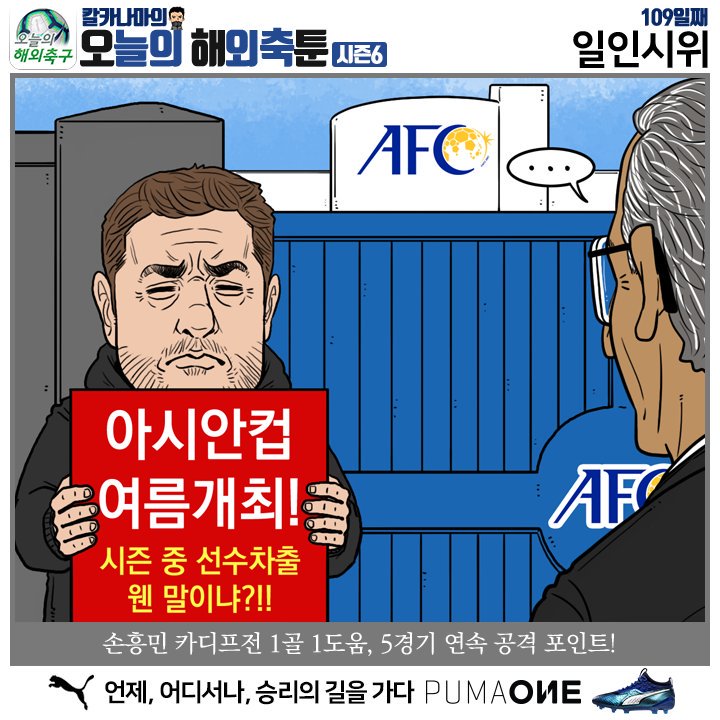 오늘의
해외축구
칼카나마의
오늘의 해외축툰 시즌6
109일째
일인시위
AFC
...
아시안컵
여름개최!
시즌 중 선수차출
웬 말이냐?!!
AFC
손흥민 카디프전 1골 1도움, 5경기 연속 공격 포인트!
언제, 어디서나, 승리의 길을 가다 PUMA ONE